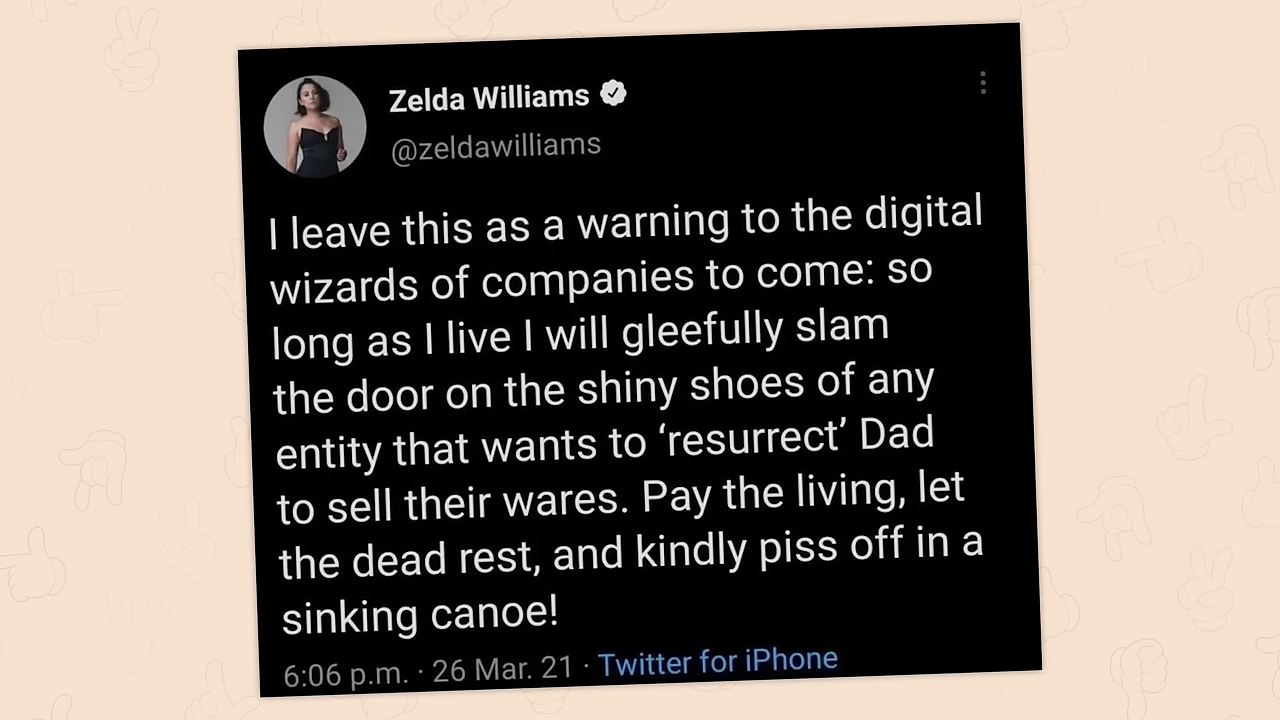 Zelda Williams
@zeldawilliams
I leave this as a warning to the digital
wizards of companies to come: so
long as I live I will gleefully slam
the door on the shiny shoes of any
entity that wants to ‘resurrect’ Dad
to sell their wares. Pay the living, let
the dead rest, and kindly piss off in a
sinking canoe!
6:06 p.m. · 26 Mar. 21 · Twitter for iPhone